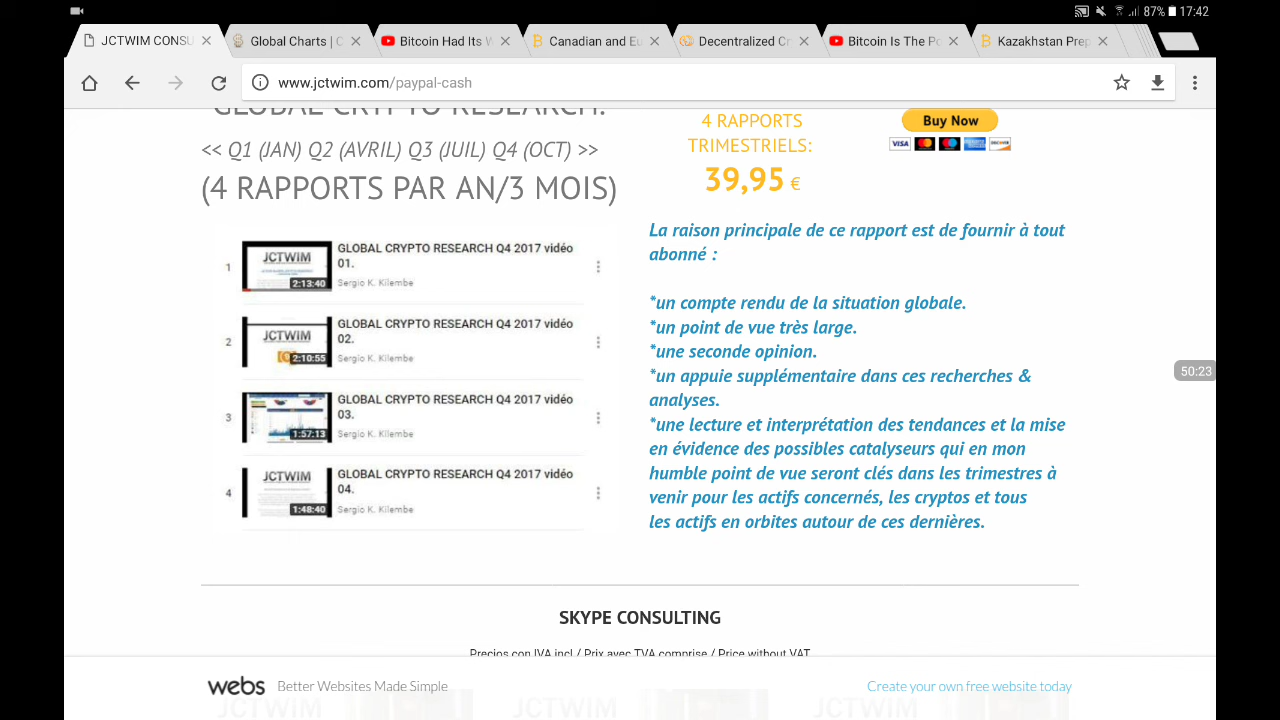 87% 17:42
JCTWIM CONSU
Global Charts | C
Bitcoin Had Its W
Canadian and Eu
Decentralized Cr
Bitcoin Is The Po
Kazakhstan Prep
www.jctwim.com/paypal-cash
GLOBAL CRYPTO RESEARCH:
<< Q1 (JAN) Q2 (AVRIL) Q3 (JUIL) Q4 (OCT) >>
(4 RAPPORTS PAR AN/3 MOIS)
4 RAPPORTS
TRIMESTRIELS:
39,95 €
Buy Now
VISA
1
JCTWIM
2:13:40
GLOBAL CRYPTO RESEARCH Q4 2017 vidéo
01.
Sergio K. Kilembe
2
JCTWIM
2:10:55
GLOBAL CRYPTO RESEARCH Q4 2017 vidéo
02.
Sergio K. Kilembe
3
1:57:13
GLOBAL CRYPTO RESEARCH Q4 2017 vidéo
03.
Sergio K. Kilembe
4
JCTWIM
1:48:40
GLOBAL CRYPTO RESEARCH Q4 2017 vidéo
04.
Sergio K. Kilembe
La raison principale de ce rapport est de fournir à tout
abonné :
*un compte rendu de la situation globale.
*un point de vue très large.
*une seconde opinion.
*un appuie supplémentaire dans ces recherches &
analyses.
*une lecture et interprétation des tendances et la mise
en évidence des possibles catalyseurs qui en mon
humble point de vue seront clés dans les trimestres à
venir pour les actifs concernés, les cryptos et tous
les actifs en orbites autour de ces dernières.
50:23
SKYPE CONSULTING
Precios con IVA incl / Prix avec TVA comprise / Price without VAT
webs Better Websites Made Simple
Create your own free website today
JCTWIM JCTWIM JCTWIM